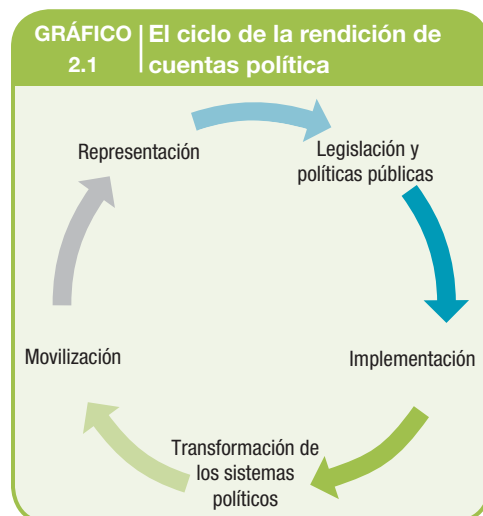 GRÁFICO
2.1
El ciclo de la rendición de
cuentas política
Representación
Legislación y
políticas públicas
Implementación
Transformación de
los sistemas
políticos
Movilización